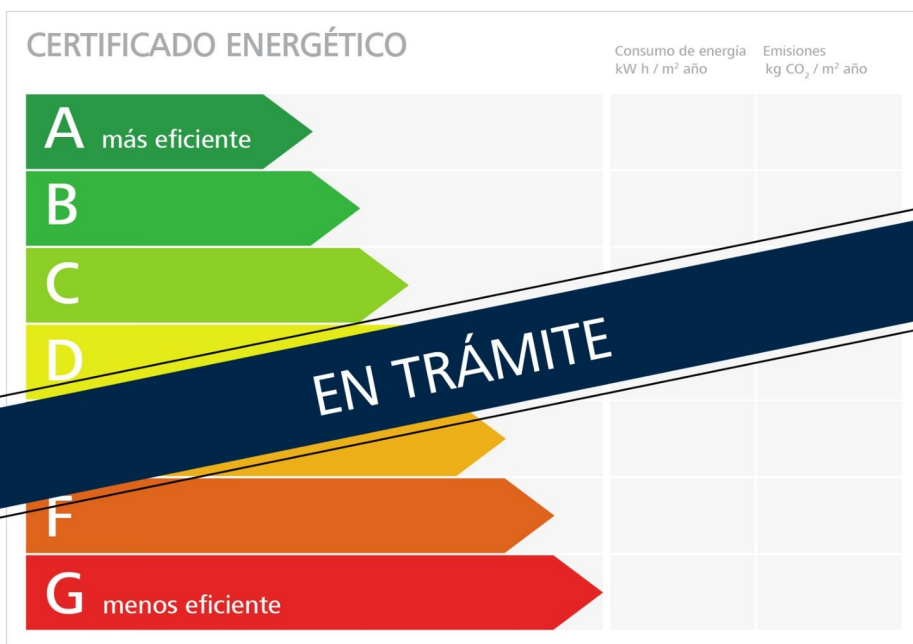 CERTIFICADO ENERGÉTICO
Consumo de energía
kW h / m² año
Emisiones
kg CO₂ / m² año
A más eficiente
B
C
D
EN TRÁMITE
F
G menos eficiente